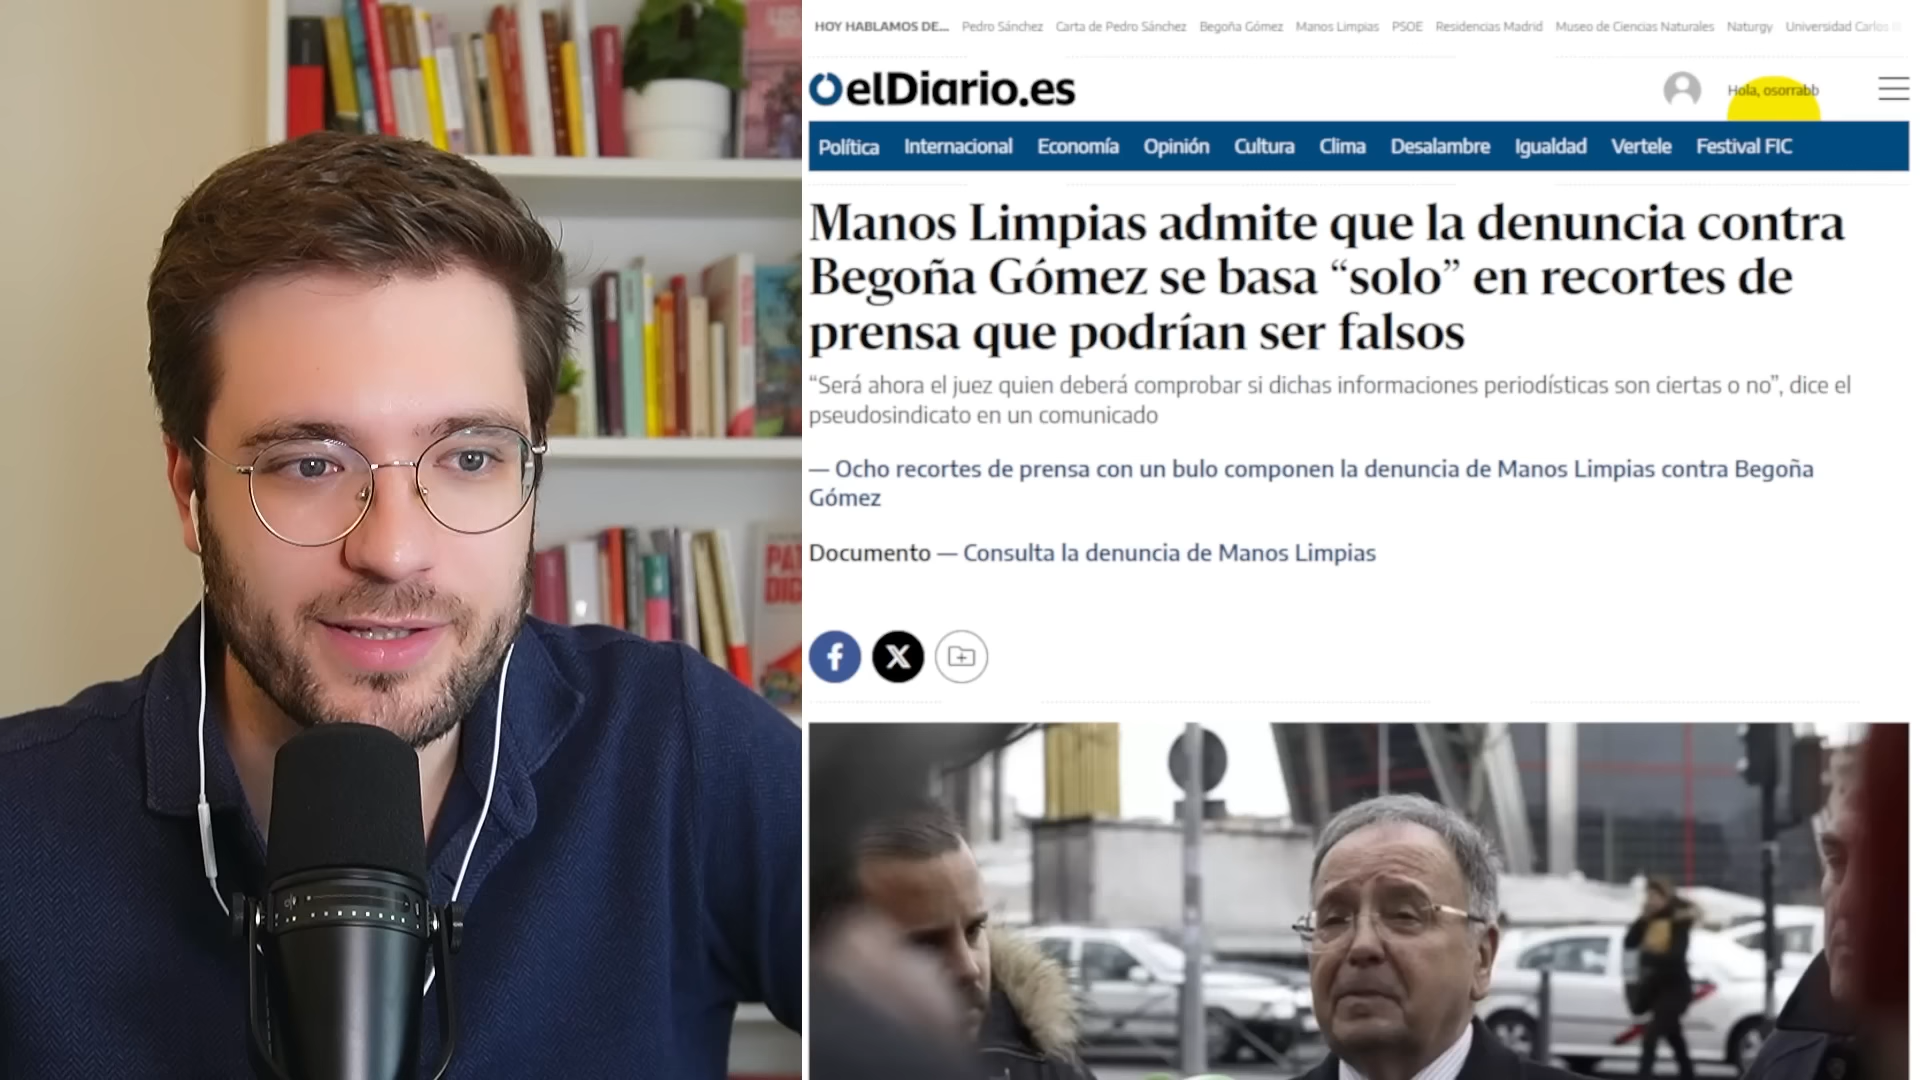 HOY HABLAMOS DE... Pedro Sánchez Carta de Pedro Sánchez Begoña Gómez Manos Limpias PSOE Residencias Madrid Museo de Ciencias Naturales Naturgy Universidad Carlos
elDiario.es
Hola, osorrabb
Política Internacional Economía Opinión Cultura Clima Desalambre Igualdad Vertele Festival FIC
Manos Limpias admite que la denuncia contra
Begoña Gómez se basa “solo” en recortes de
prensa que podrían ser falsos
“Será ahora el juez quien deberá comprobar si dichas informaciones periodísticas son ciertas o no”, dice el
pseudosindicato en un comunicado
— Ocho recortes de prensa con un bulo componen la denuncia de Manos Limpias contra Begoña
Gómez
Documento — Consulta la denuncia de Manos Limpias